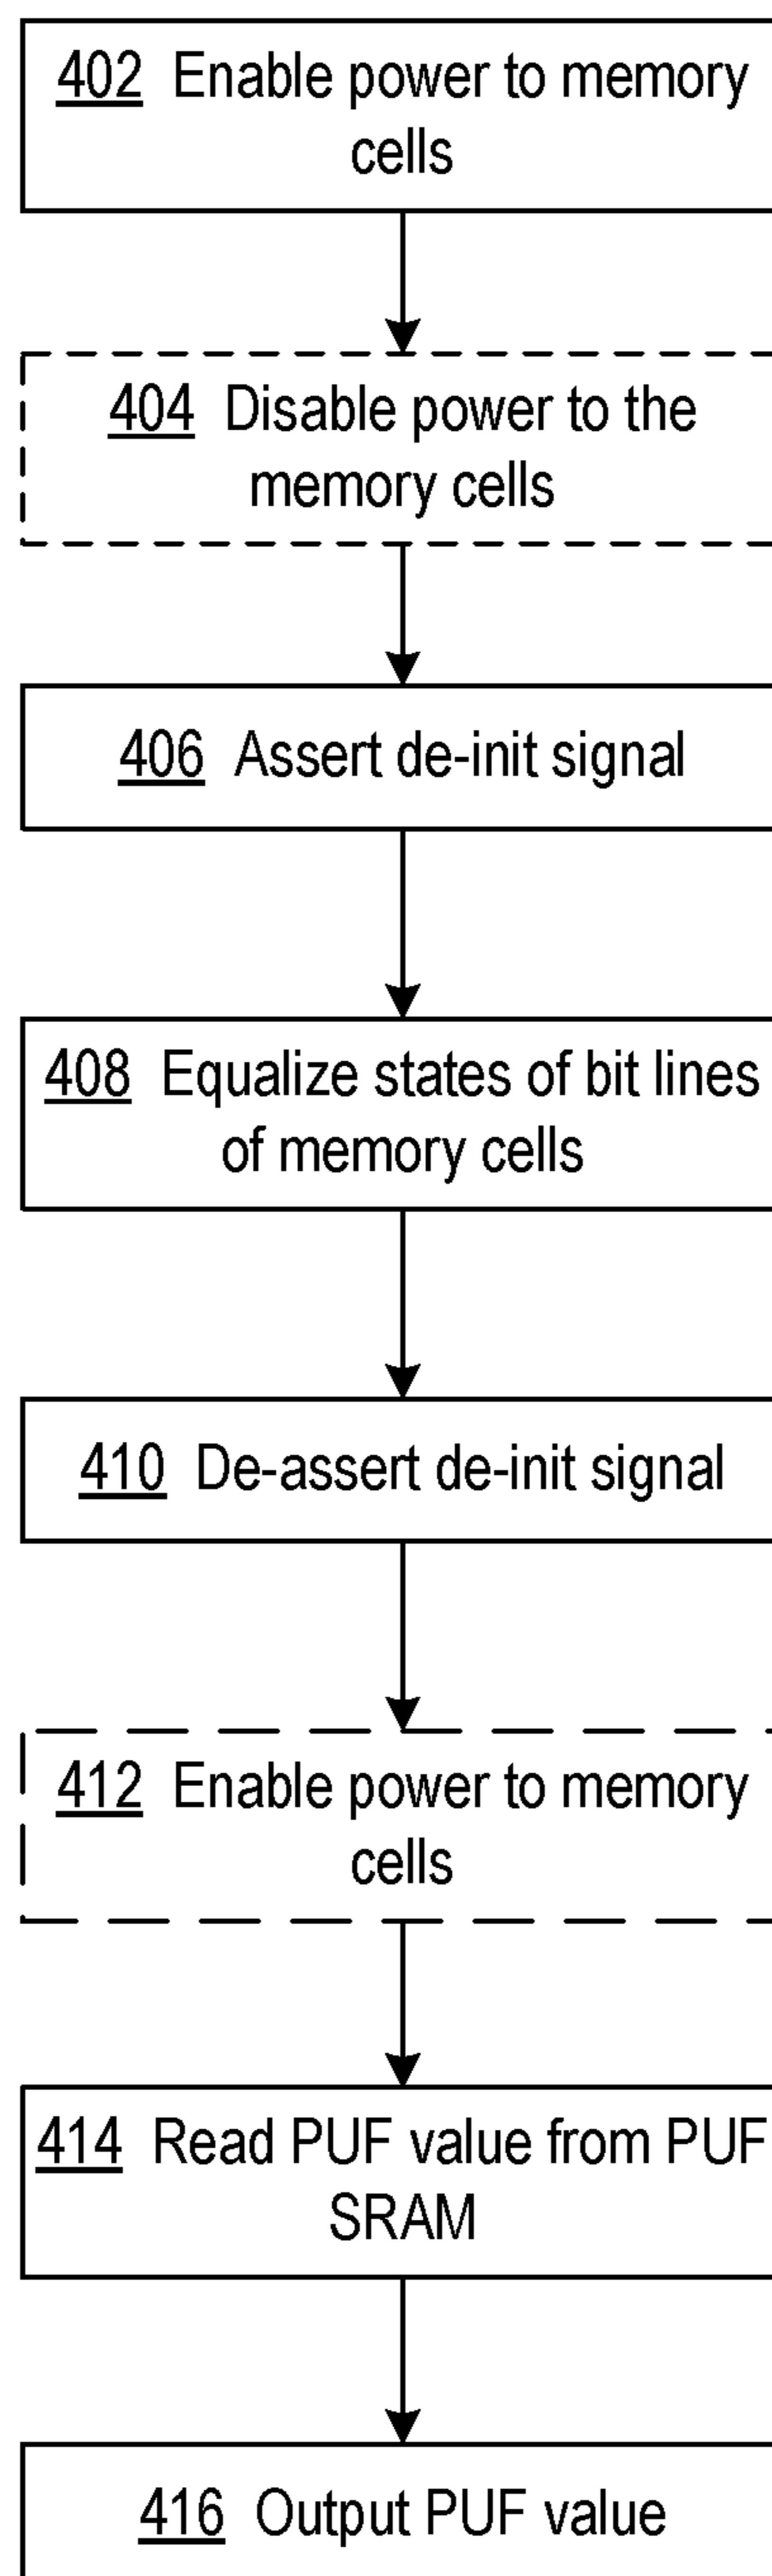 402 Enable power to memory
cells
404 Disable power to the
memory cells
406 Assert de-init signal
408 Equalize states of bit lines
of memory cells
410 De-assert de-init signal
412 Enable power to memory
cells
414 Read PUF value from PUF
SRAM
416 Output PUF value